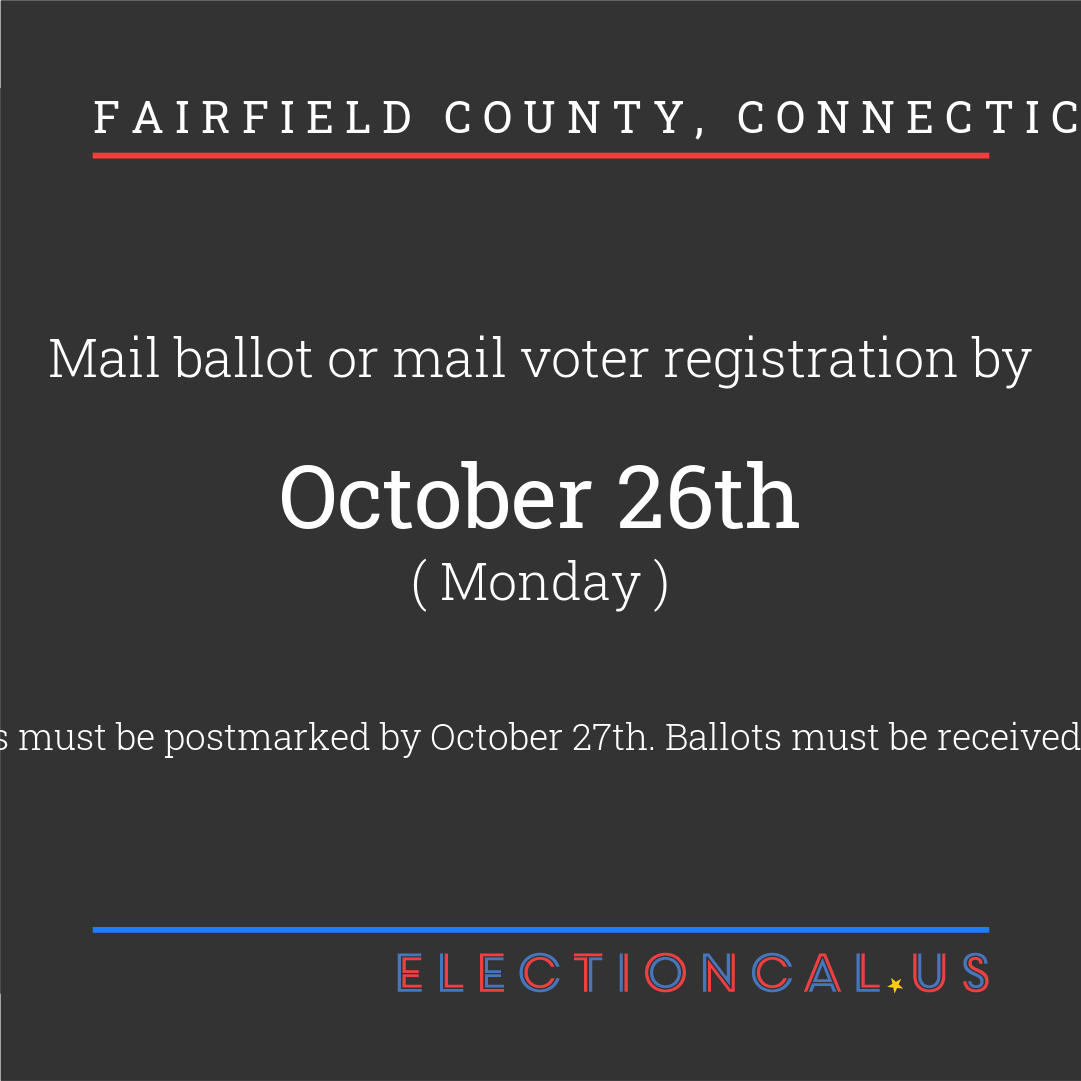 FAIRFIELD COUNTY, CONNECTIC
Mail ballot or mail voter registration by
October 26th
( Monday )
s must be postmarked by October 27th. Ballots must be received
ELECTIONCAL.US